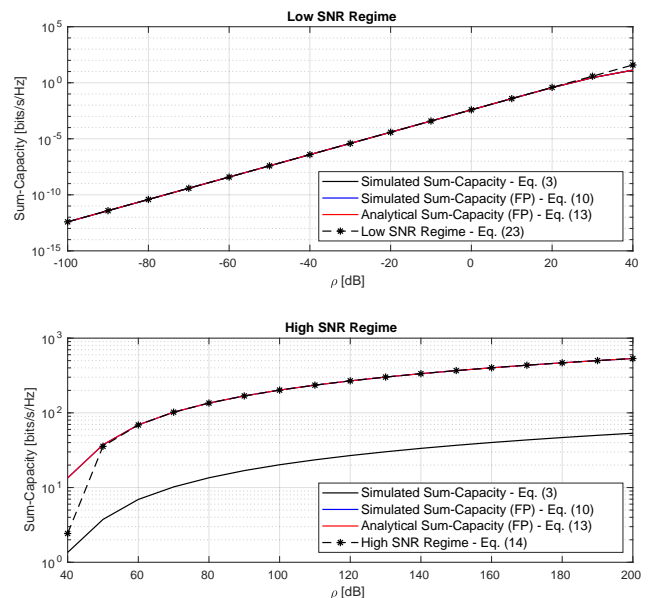 Low SNR Regime
Sum-Capacity [bits/s/Hz]
10^5
10^0
10^-5
10^-10
10^-15
Simulated Sum-Capacity - Eq. (3)
Simulated Sum-Capacity (FP) - Eq. (10)
Analytical Sum-Capacity (FP) - Eq. (13)
Low SNR Regime - Eq. (23)
-100 -80 -60 -40 -20 0 20 40
ρ [dB]
High SNR Regime
Sum-Capacity [bits/s/Hz]
10^3
10^2
10^1
10^0
Simulated Sum-Capacity - Eq. (3)
Simulated Sum-Capacity (FP) - Eq. (10)
Analytical Sum-Capacity (FP) - Eq. (13)
High SNR Regime - Eq. (14)
40 60 80 100 120 140 160 180 200
ρ [dB]